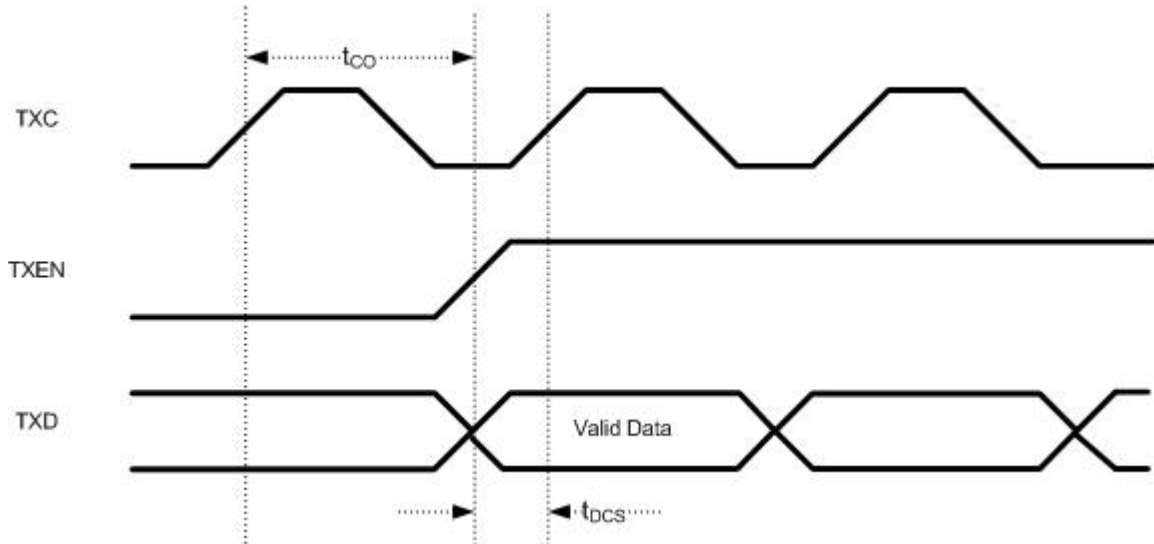 tCO
TXC
TXEN
TXD
Valid Data
tDCS